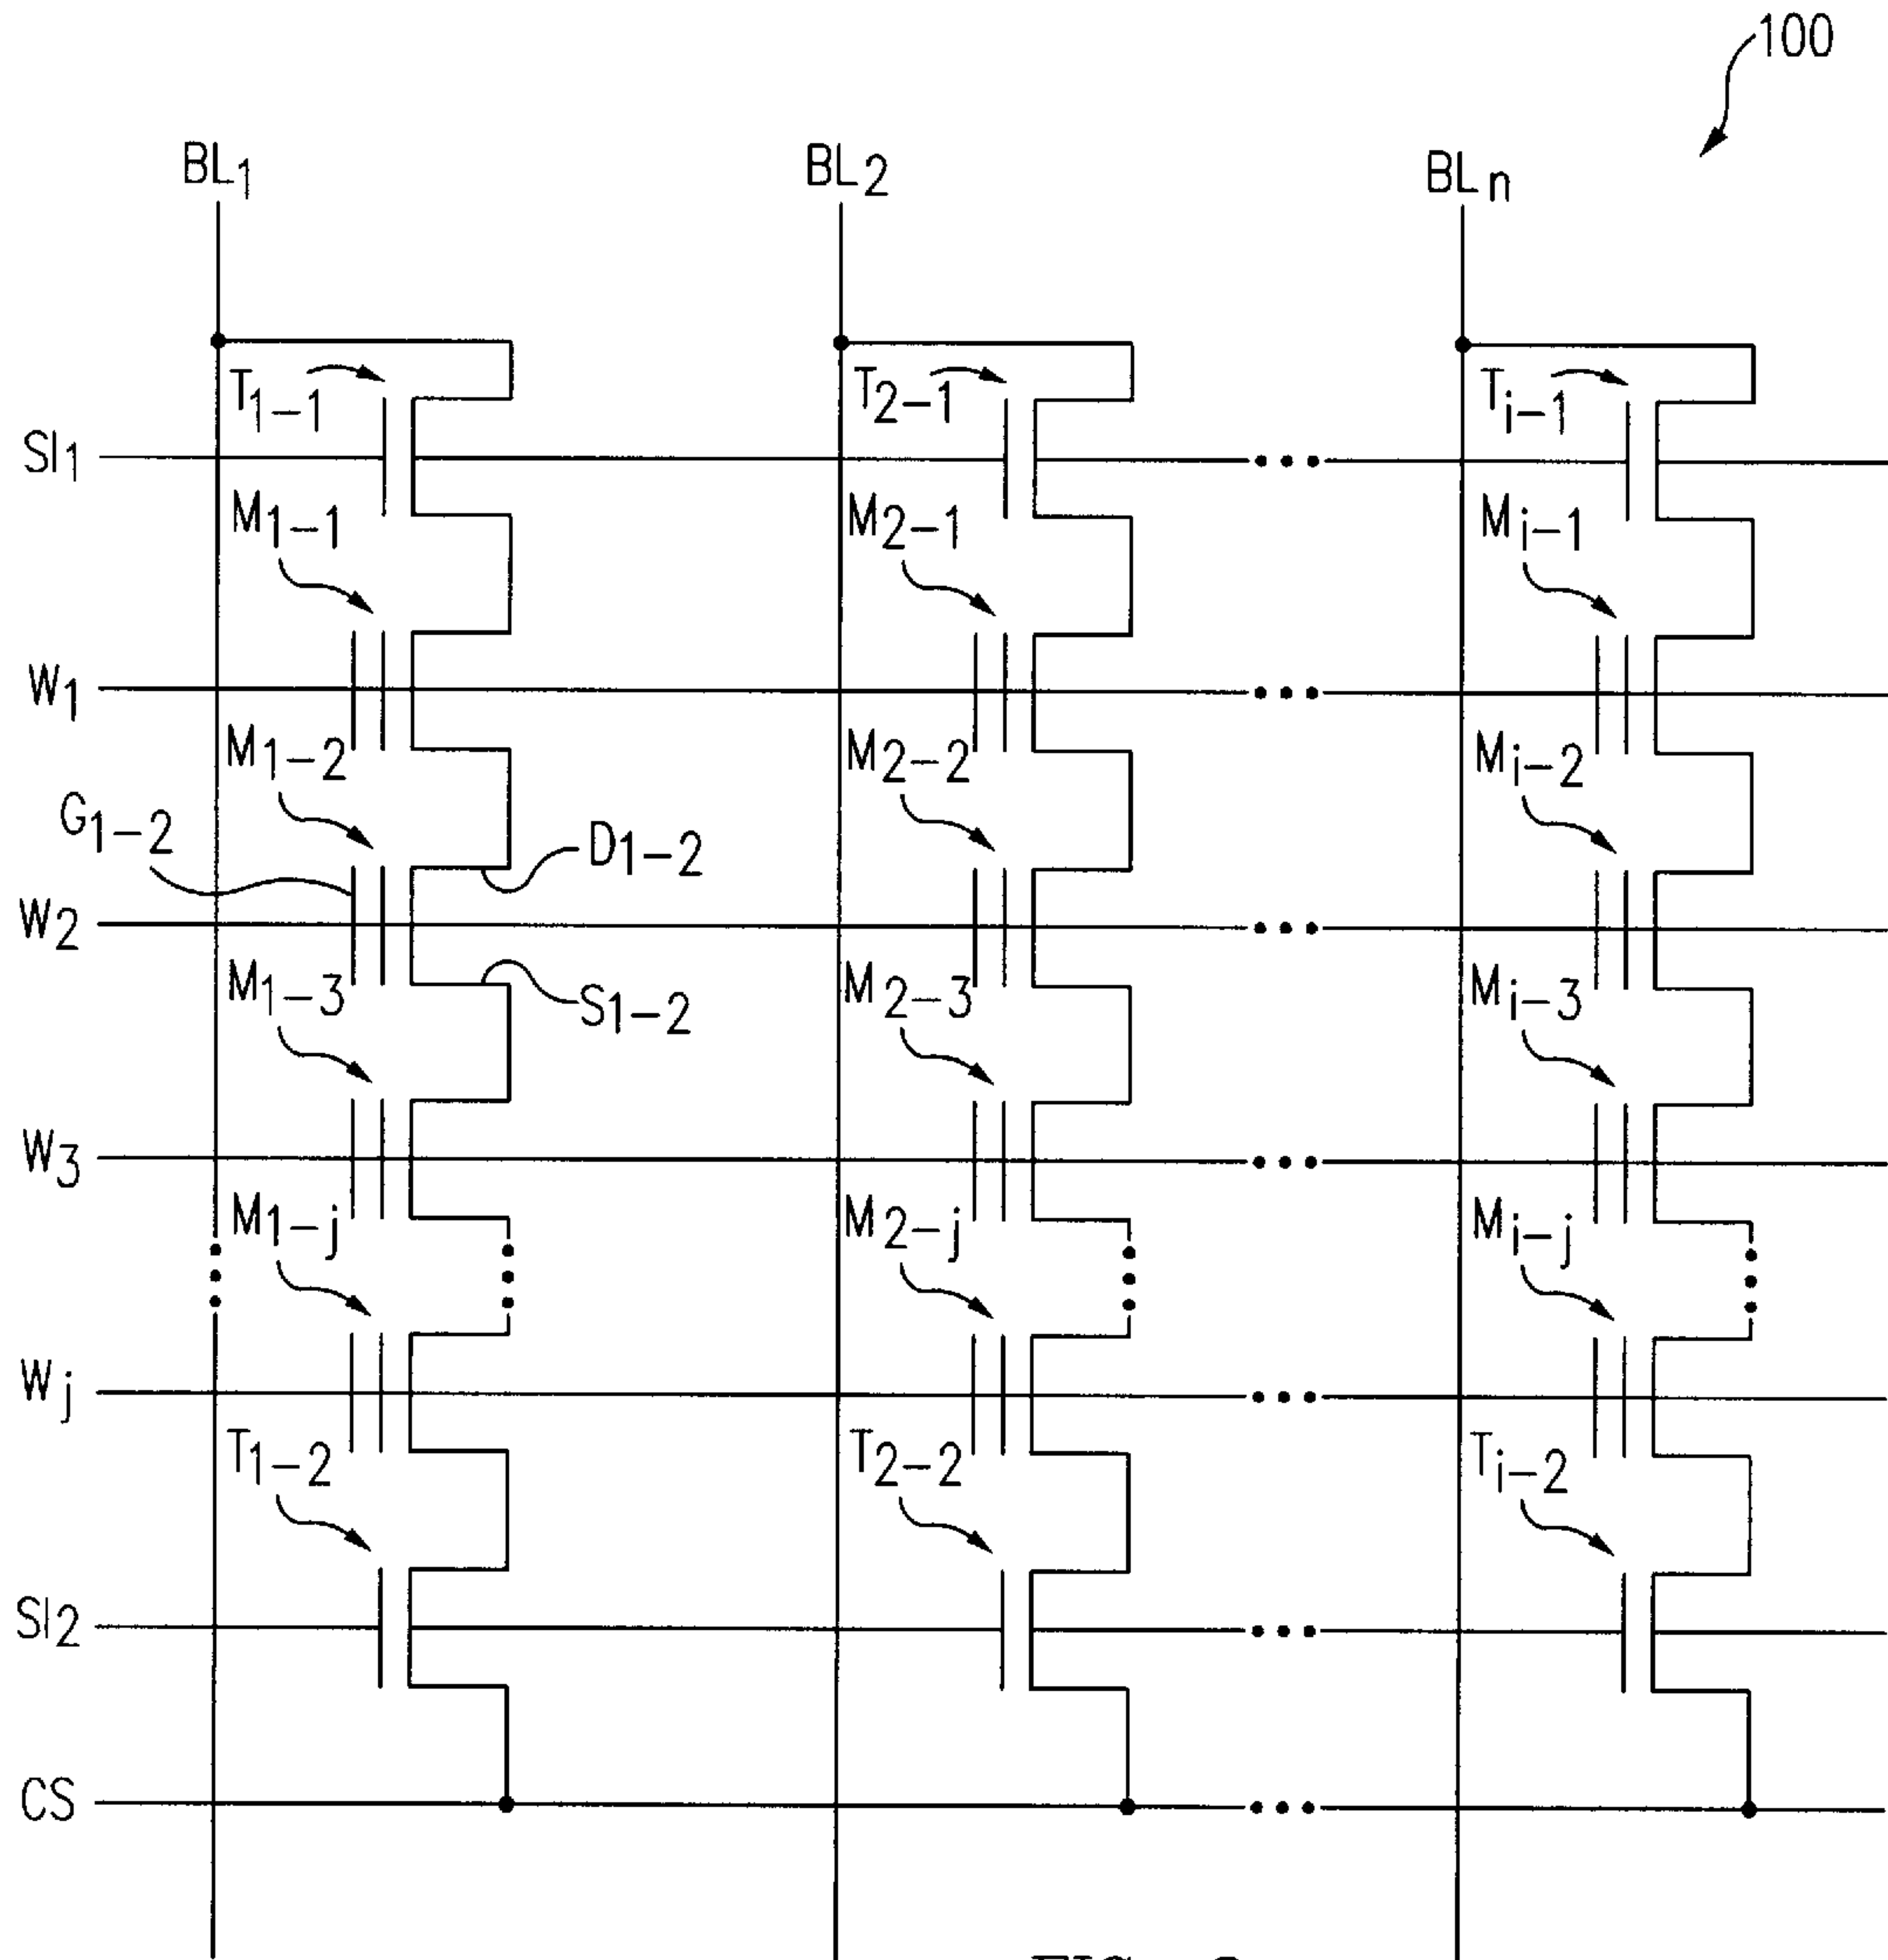 100
BL1 BL2 BLn
T1-1 T2-1 Ti-1
SI1
M1-1 M2-1 Mi-1
W1
M1-2 M2-2 Mi-2
G1-2 D1-2
W2
M1-3 S1-2 M2-3 Mi-3
W3
M1-j M2-j Mi-j
Wj
T1-2 T2-2 Ti-2
SI2
CS